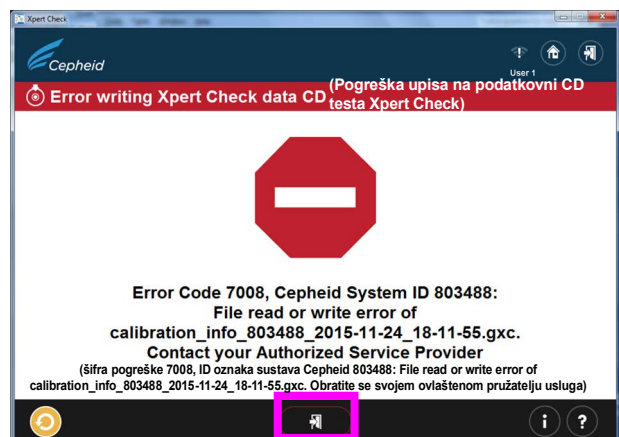 Xpert Check
Cepheid
User 1
Error writing Xpert Check data CD
(Pogreška upisa na podatkovni CD
testa Xpert Check)
Error Code 7008, Cepheid System ID 803488:
File read or write error of
calibration_info_803488_2015-11-24_18-11-55.gxc.
Contact your Authorized Service Provider
(šifra pogreške 7008, ID oznaka sustava Cepheid 803488: File read or write error of
calibration_info_803488_2015-11-24_18-11-55.gxc. Obratite se svojem ovlaštenom pružatelju usluga)
i ?